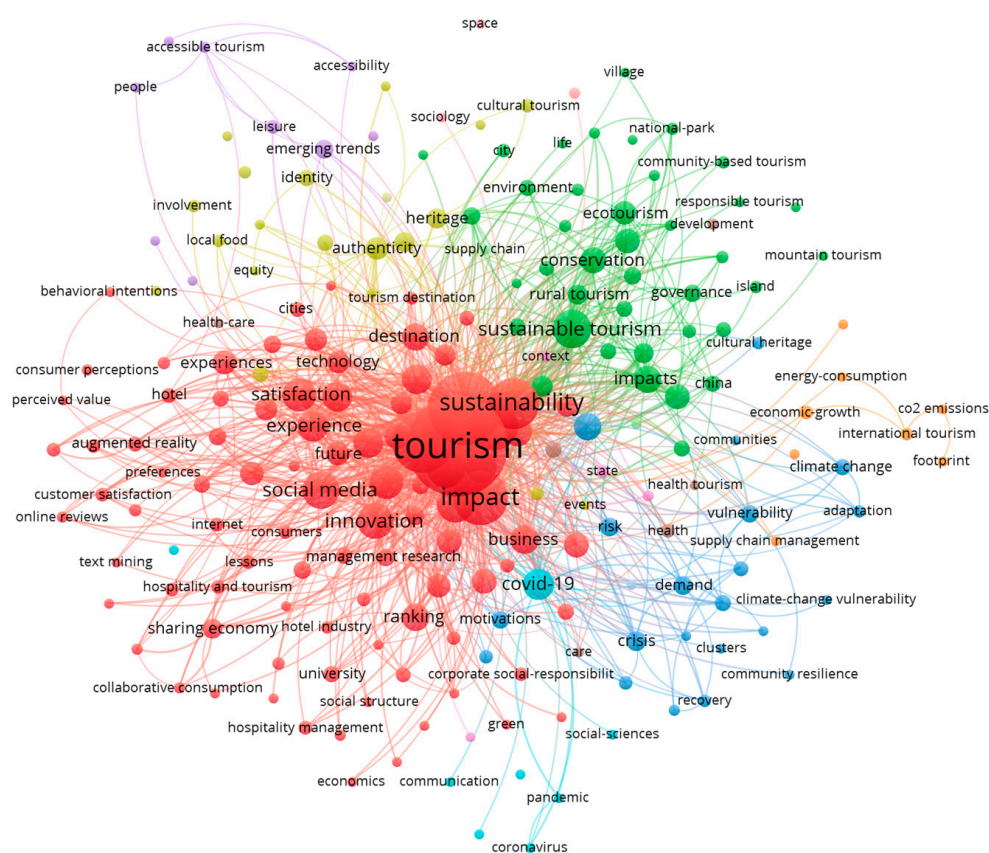 space
accessible tourism
accessibility
village
people
cultural tourism
sociology
leisure
national-park
emerging trends
city
life
community-based tourism
identity
environment
responsible tourism
involvement
heritage
ecotourism
development
local food
authenticity
supply chain
conservation
mountain tourism
equity
behavioral intentions
tourism destination
rural tourism
governance
island
cities
health-care
destination
sustainable tourism
cultural heritage
context
consumer perceptions
experiences
technology
impacts
china
energy-consumption
perceived value
hotel
satisfaction
sustainability
economic-growth
co2 emissions
experience
international tourism
augmented reality
tourism
communities
future
footprint
preferences
state
climate change
customer satisfaction
social media
impact
health tourism
online reviews
events
vulnerability
adaptation
internet
innovation
risk
consumers
health
business
supply chain management
text mining
lessons
management research
hospitality and tourism
covid-19
demand
climate-change vulnerability
sharing economy
hotel industry
ranking
motivations
crisis
clusters
care
collaborative consumption
university
corporate social-responsibilit
community resilience
social structure
recovery
hospitality management
green
social-sciences
economics
communication
pandemic
coronavirus